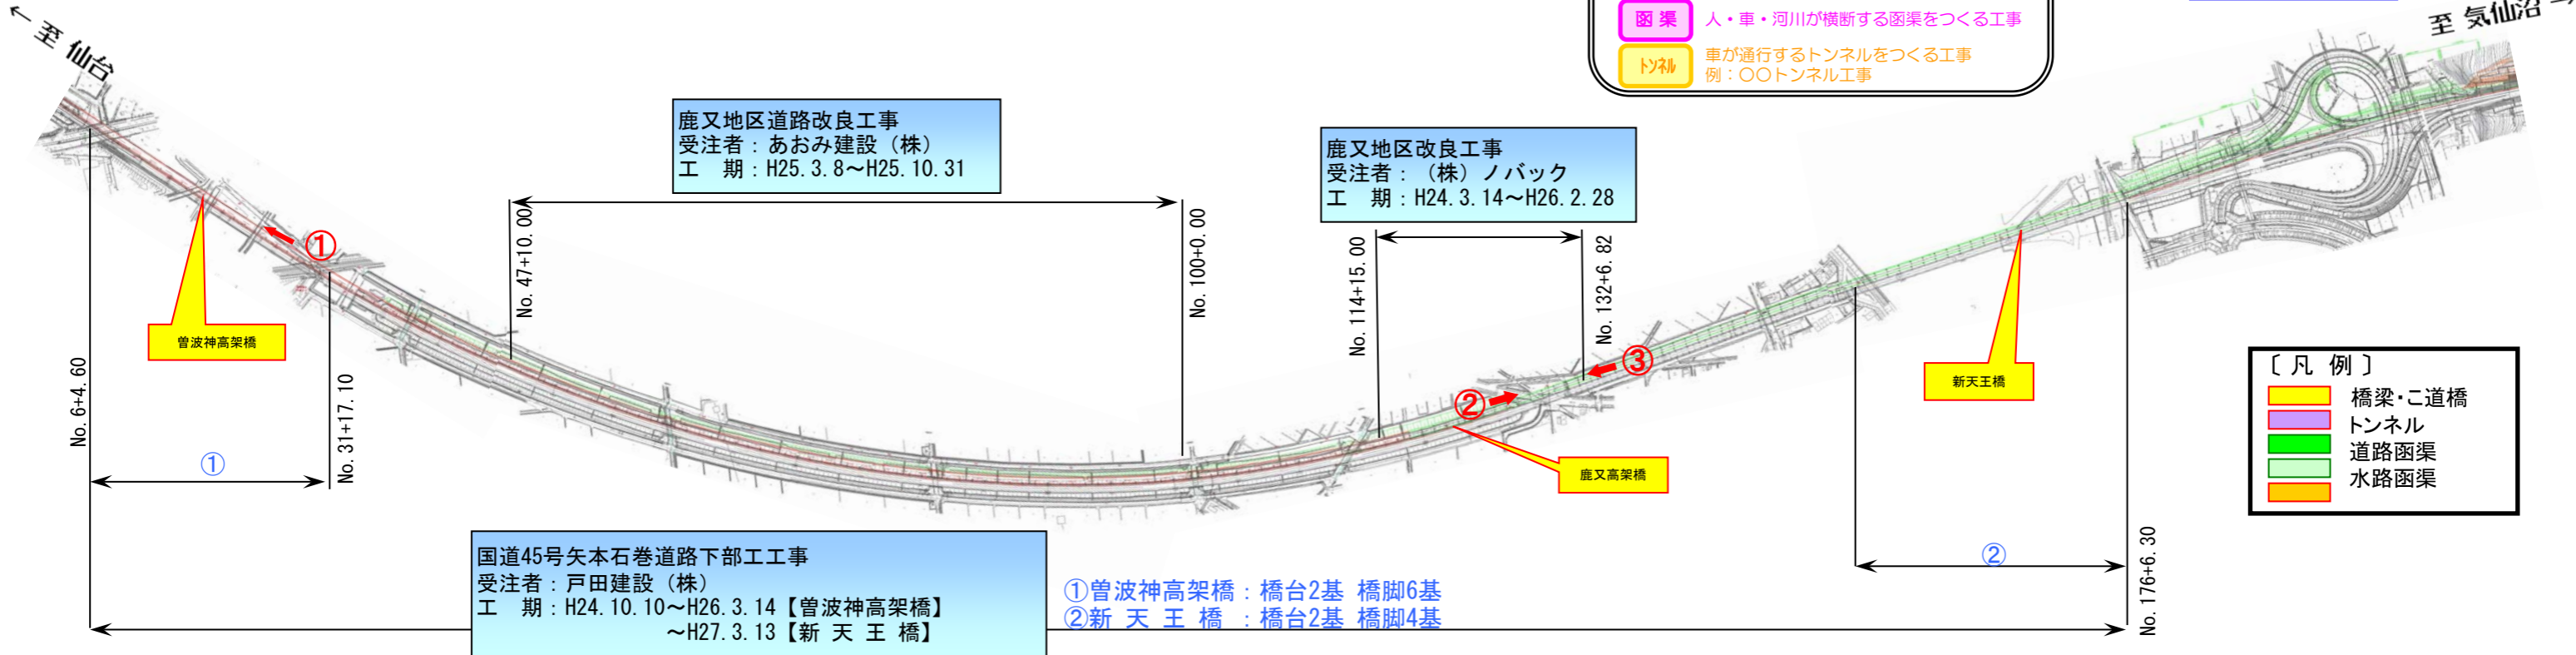 ← 至 仙台
函 渠
人・車・河川が横断する函渠をつくる工事
トンネル
車が通行するトンネルをつくる工事
例：〇〇トンネル工事
至 気仙沼 →
鹿又地区道路改良工事
受注者：あおみ建設（株）
工　期：H25.3.8～H25.10.31
鹿又地区改良工事
受注者：（株）ノバック
工　期：H24.3.14～H26.2.28
①
No.47+10.00
No.100+0.00
No.114+15.00
No.132+6.82
曽波神高架橋
No.6+4.60
No.31+17.10
③
②
新天王橋
鹿又高架橋
〔 凡 例 〕
橋梁・こ道橋
トンネル
道路函渠
水路函渠
①
②
No.176+6.30
国道45号矢本石巻道路下部工工事
受注者：戸田建設（株）
工　期：H24.10.10～H26.3.14【曽波神高架橋】
～H27.3.13【新 天 王 橋】
①曽波神高架橋：橋台2基 橋脚6基
②新 天 王 橋 ：橋台2基 橋脚4基